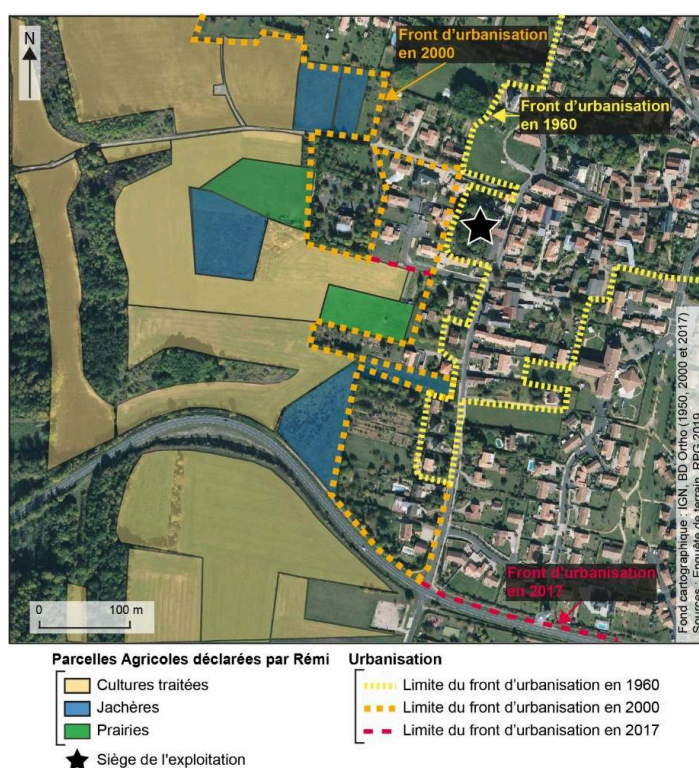 N
Front d'urbanisation
en 2000
Front d'urbanisation
en 1960
Front d'urbanisation
en 2017
0 100 m
Fond cartographique : IGN, BD Ortho (1950, 2000 et 2017)
Sources : Enquête de terrain, RPG 2019
Parcelles Agricoles déclarées par Rémi
Cultures traitées
Jachères
Prairies
Siège de l'exploitation
Urbanisation
Limite du front d'urbanisation en 1960
Limite du front d'urbanisation en 2000
Limite du front d'urbanisation en 2017